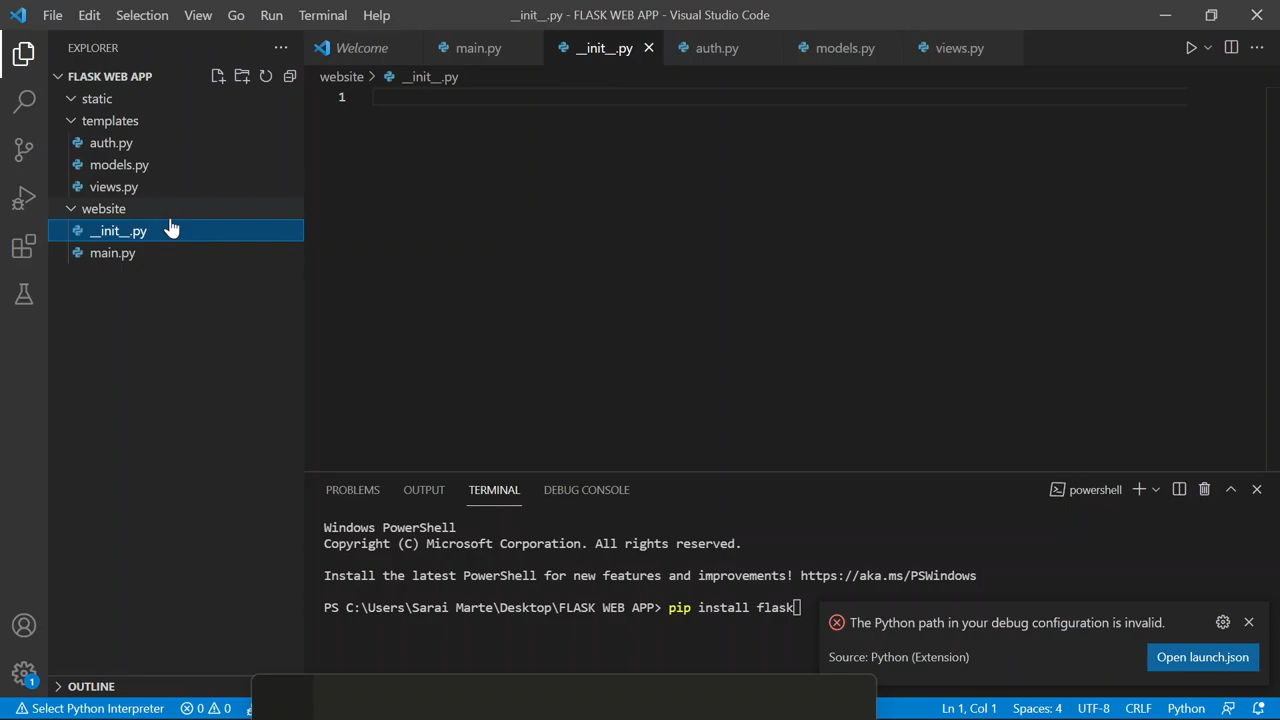 File Edit Selection View Go Run Terminal Help __init__.py - FLASK WEB APP - Visual Studio Code
EXPLORER
Welcome main.py __init__.py auth.py models.py views.py
FLASK WEB APP
website > __init__.py
static
1
templates
auth.py
models.py
views.py
website
__init__.py
main.py
PROBLEMS OUTPUT TERMINAL DEBUG CONSOLE powershell
Windows PowerShell
Copyright (C) Microsoft Corporation. All rights reserved.
Install the latest PowerShell for new features and improvements! https://aka.ms/PSWindows
PS C:\Users\Sarai Marte\Desktop\FLASK WEB APP> pip install flask
The Python path in your debug configuration is invalid.
Source: Python (Extension) Open launch.json
1
OUTLINE
Select Python Interpreter 0 0 Ln 1, Col 1 Spaces: 4 UTF-8 CRLF Python